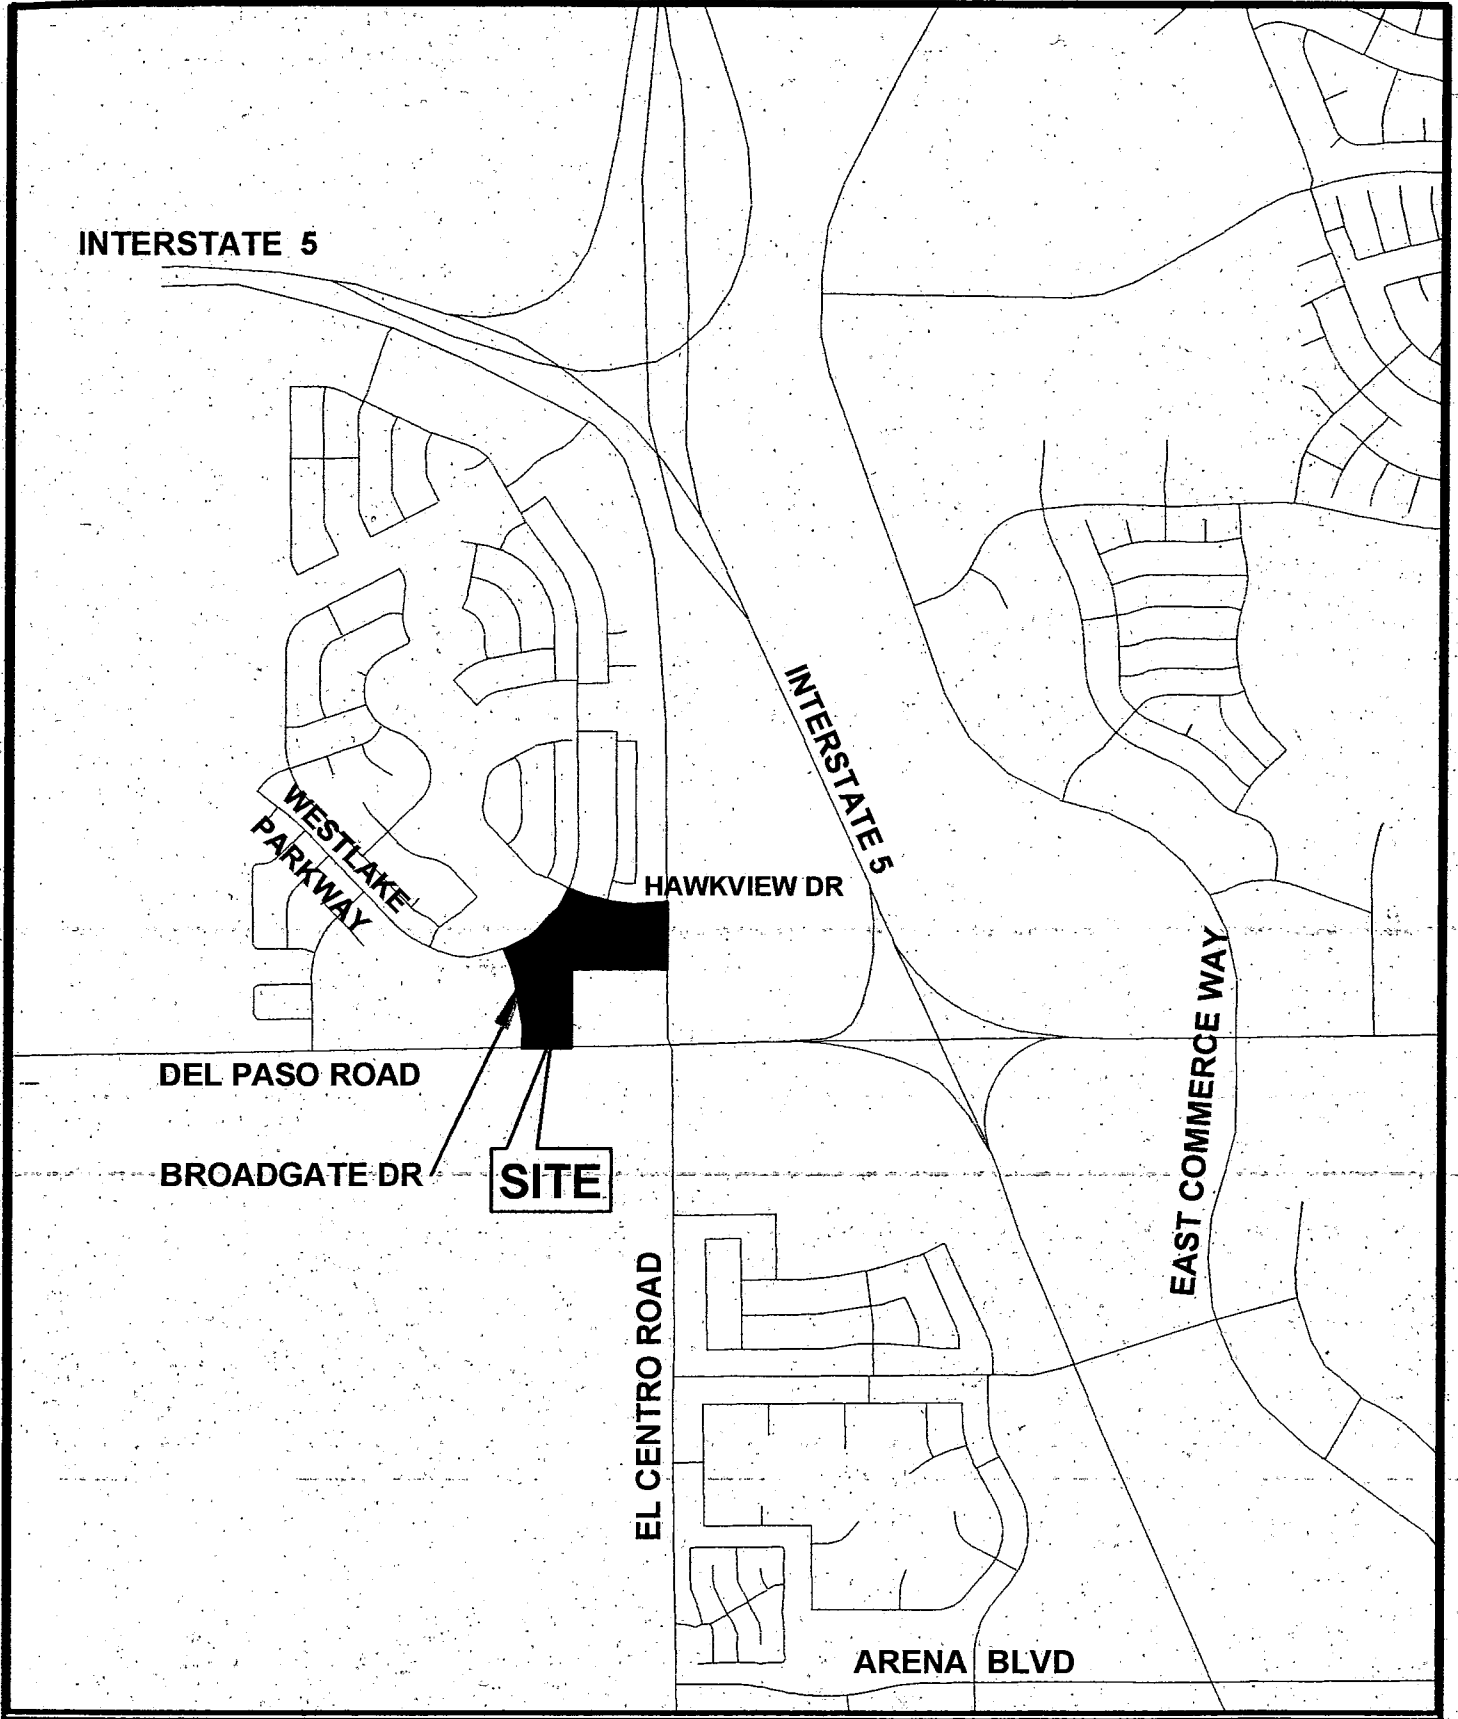 INTERSTATE 5
INTERSTATE 5
WESTLAKE
PARKWAY
HAWKVIEW DR
EAST COMMERCE WAY
DEL PASO ROAD
BROADGATE DR
SITE
EL CENTRO ROAD
ARENA BLVD